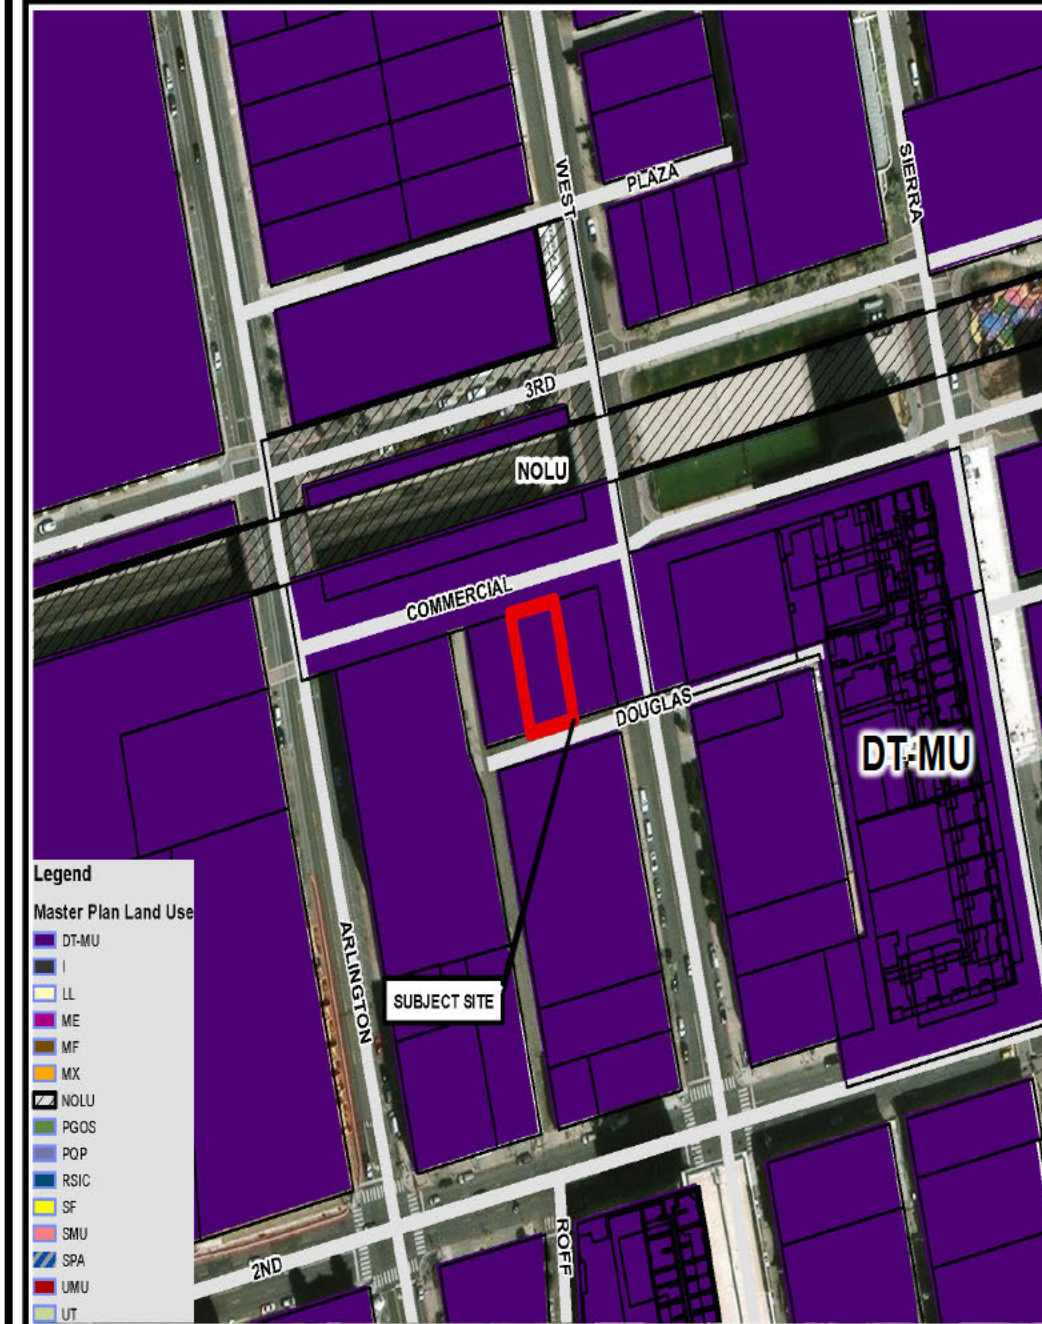 WEST
PLAZA
SIERRA
3RD
NOLU
COMMERCIAL
DOUGLAS
DT-MU
ARLINGTON
SUBJECT SITE
2ND
ROFF
Legend
Master Plan Land Use
DT-MU
I
LL
ME
MF
MX
NOLU
PGOS
PQP
RSIC
SF
SMU
SPA
UMU
UT